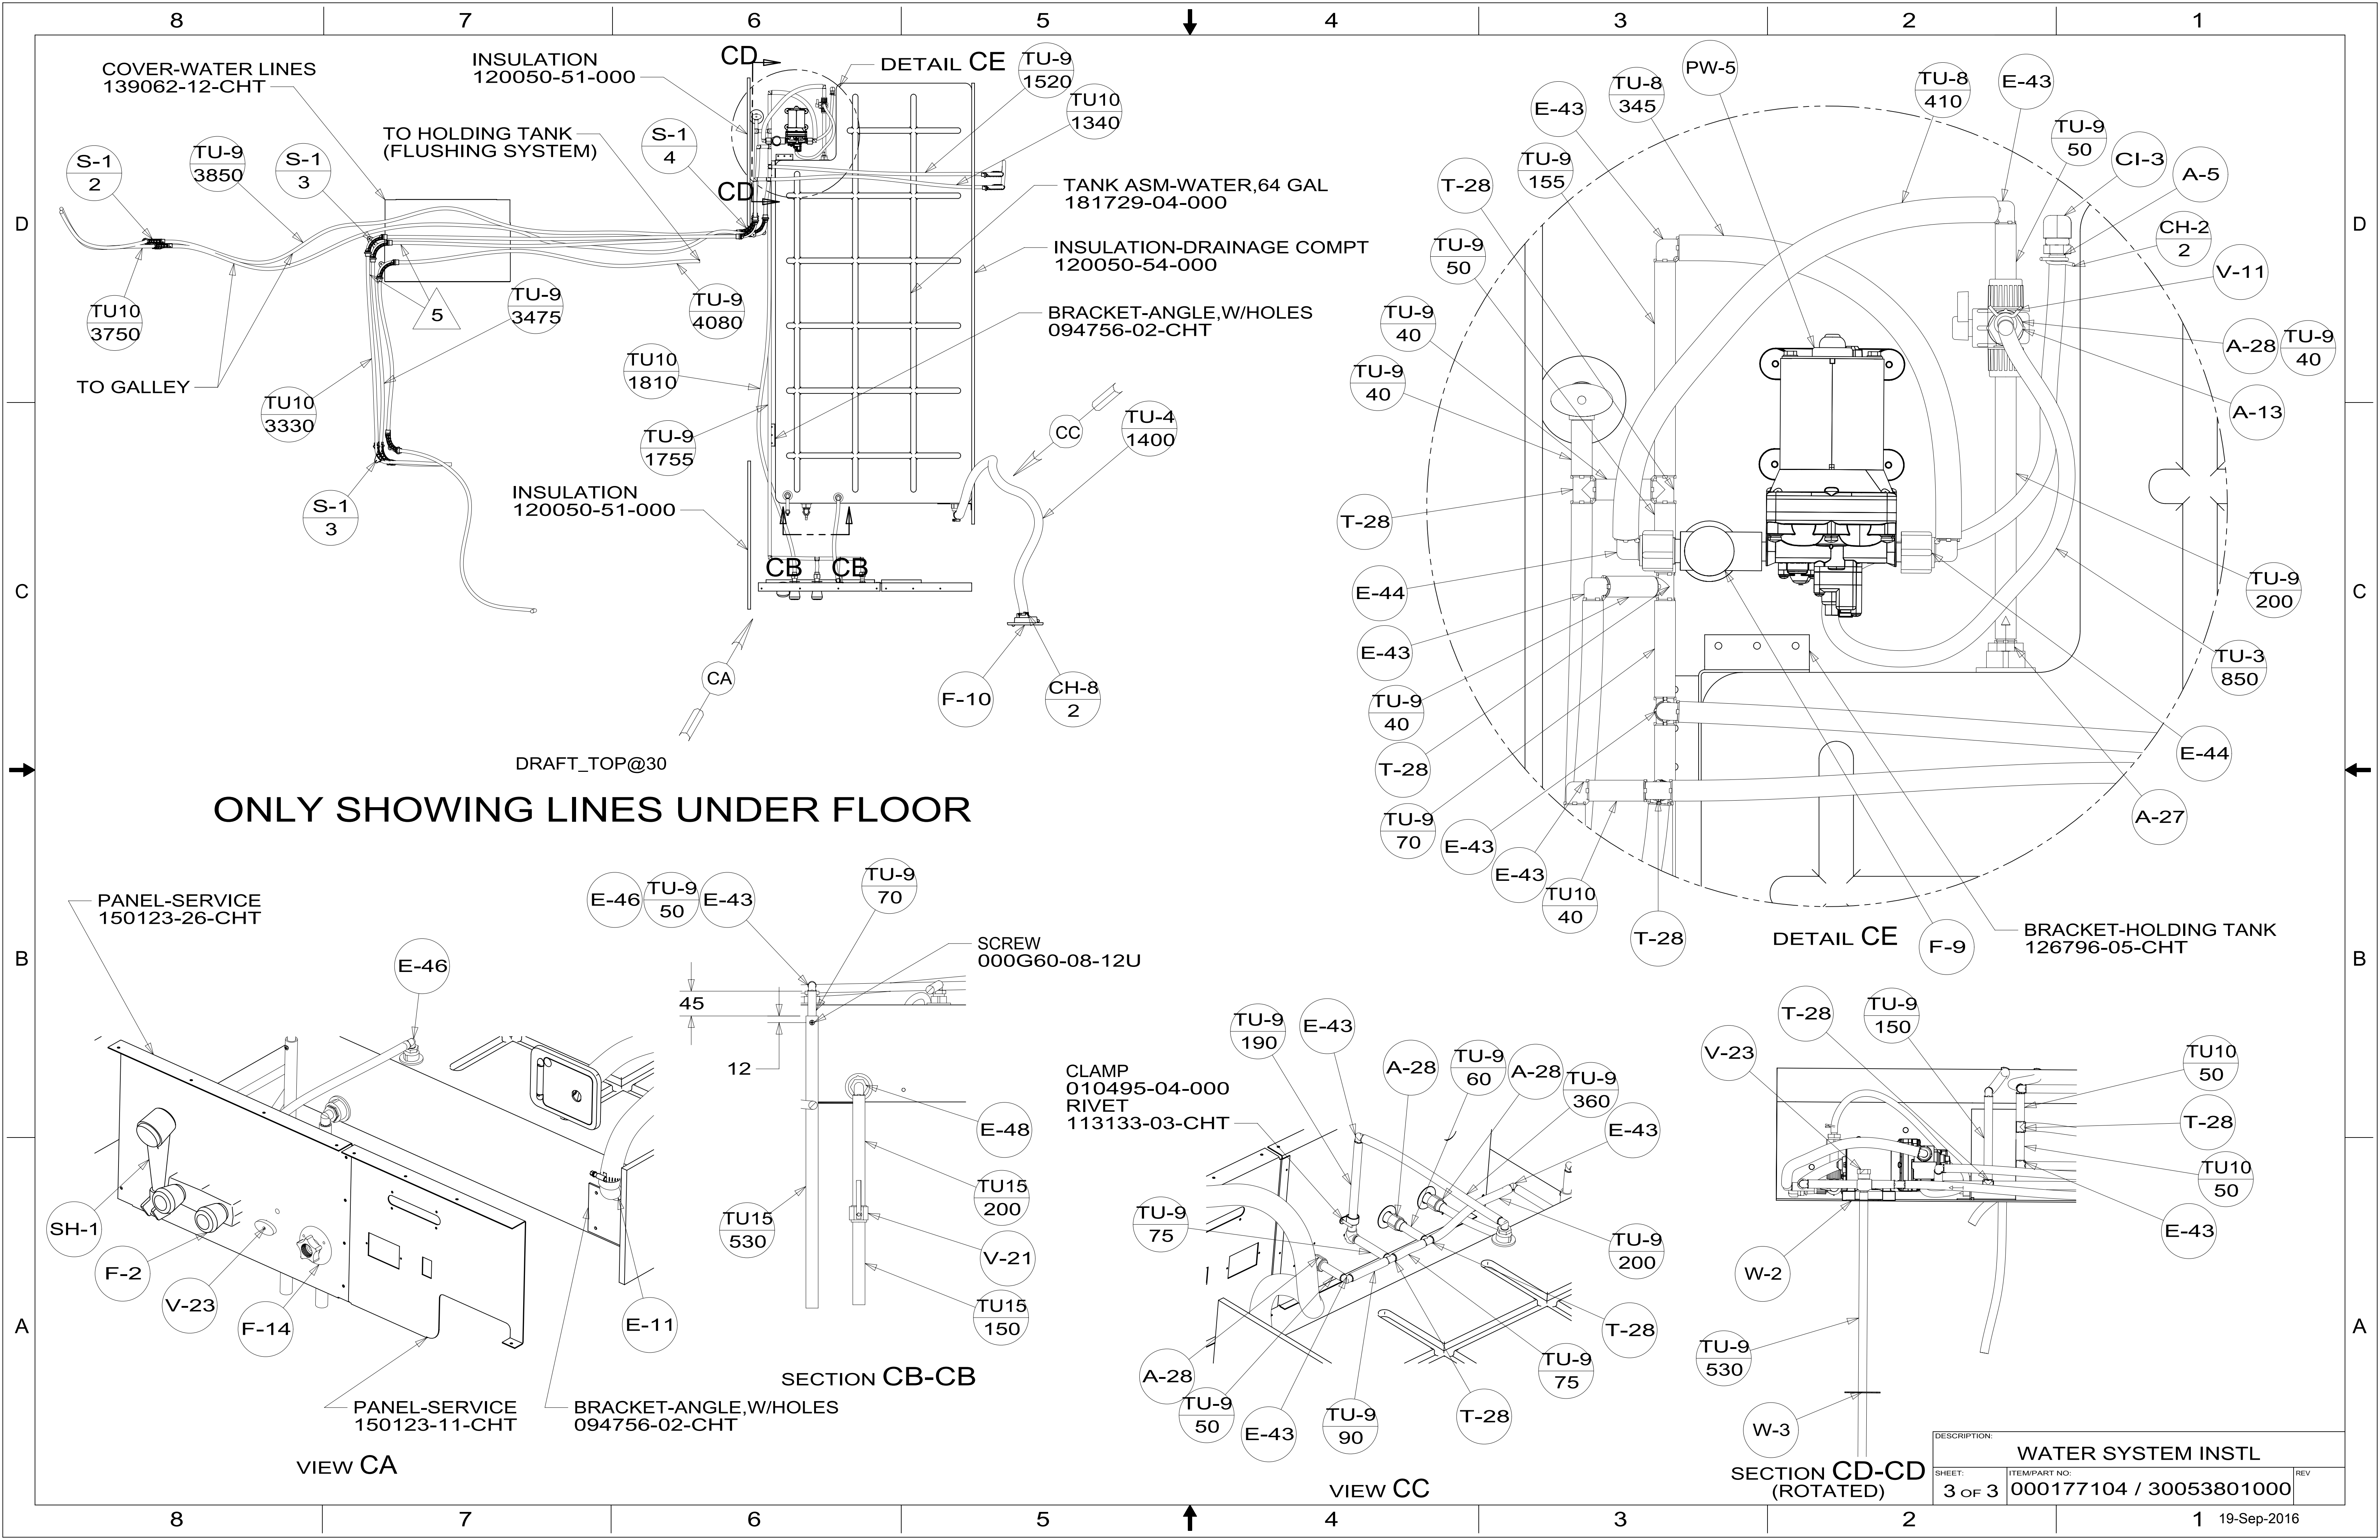 8 7 6 5 4 3 2 1
D
C
B
A
COVER-WATER LINES
139062-12-CHT
INSULATION
120050-51-000
CD
DETAIL CE
TU-9
1520
TU10
1340
TO HOLDING TANK
(FLUSHING SYSTEM)
S-1
4
S-1
2
TU-9
3850
S-1
3
CD
TANK ASM-WATER,64 GAL
181729-04-000
INSULATION-DRAINAGE COMPT
120050-54-000
BRACKET-ANGLE,W/HOLES
094756-02-CHT
TU10
3750
5
TU-9
3475
TU-9
4080
TO GALLEY
TU10
3330
TU10
1810
TU-9
1755
CC
TU-4
1400
S-1
3
INSULATION
120050-51-000
CB
CB
CA
F-10
CH-8
2
DRAFT_TOP@30
ONLY SHOWING LINES UNDER FLOOR
PW-5
TU-8
345
TU-8
410
E-43
E-43
TU-9
50
CI-3
A-5
TU-9
155
T-28
CH-2
2
V-11
TU-9
50
TU-9
40
A-28
TU-9
40
TU-9
40
A-13
T-28
E-44
TU-9
200
E-43
TU-3
850
TU-9
40
E-44
T-28
A-27
TU-9
70
E-43
E-43
TU10
40
T-28
DETAIL CE
F-9
BRACKET-HOLDING TANK
126796-05-CHT
PANEL-SERVICE
150123-26-CHT
E-46
SH-1
F-2
V-23
F-14
E-11
PANEL-SERVICE
150123-11-CHT
BRACKET-ANGLE,W/HOLES
094756-02-CHT
VIEW CA
E-46
TU-9
50
E-43
TU-9
70
SCREW
000G60-08-12U
45
12
E-48
TU15
200
TU15
530
V-21
TU15
150
SECTION CB-CB
TU-9
190
E-43
CLAMP
010495-04-000
RIVET
113133-03-CHT
A-28
TU-9
60
A-28
TU-9
360
E-43
TU-9
75
TU-9
200
T-28
A-28
TU-9
50
E-43
TU-9
90
T-28
TU-9
75
VIEW CC
T-28
TU-9
150
V-23
TU10
50
T-28
TU10
50
E-43
W-2
TU-9
530
W-3
SECTION CD-CD
(ROTATED)
DESCRIPTION:
WATER SYSTEM INSTL
SHEET:
3 OF 3
ITEM/PART NO:
000177104 / 30053801000
REV
D
C
B
A
8 7 6 5 4 3 2 1
19-Sep-2016